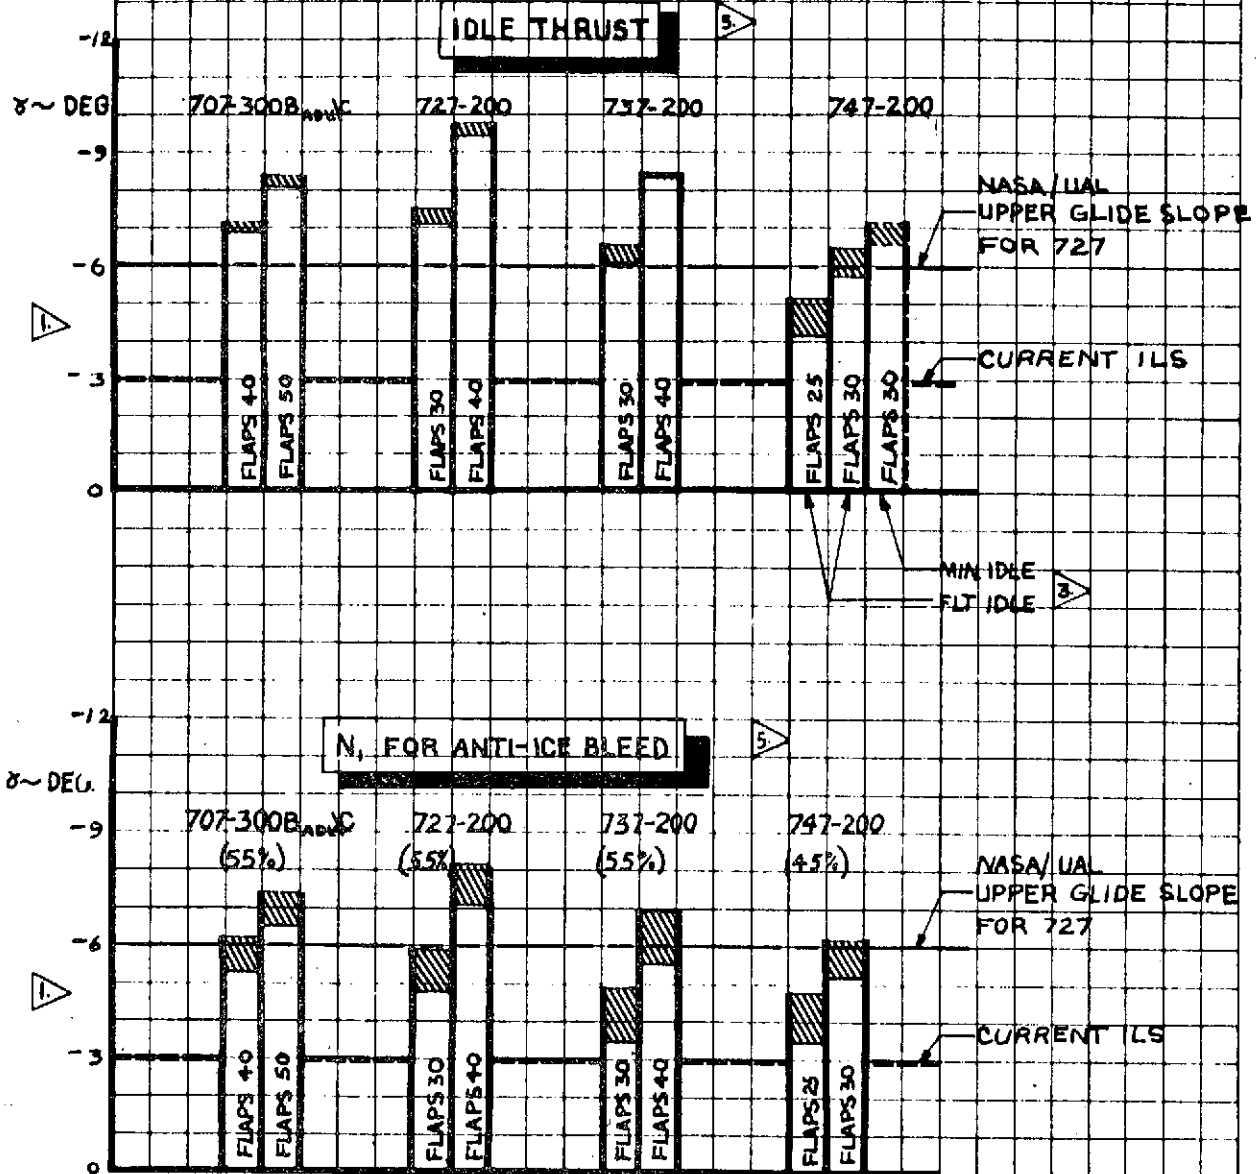 IDLE THRUST
5.
-12
γ~ DEG
707-300B ADV/C
727-200
737-200
747-200
-9
NASA/UAL
UPPER GLIDE SLOPE
FOR 727
-6
1.
CURRENT ILS
-3
FLAPS 40
FLAPS 50
FLAPS 30
FLAPS 40
FLAPS 30
FLAPS 40
FLAPS 25
FLAPS 30
FLAPS 30
0
MIN IDLE
FLT IDLE
3.
-12
N, FOR ANTI-ICE BLEED
5.
γ~ DEG.
-9
707-300B ADV/C
727-200
737-200
747-200
(55%)
(55%)
(55%)
(45%)
NASA/UAL
UPPER GLIDE SLOPE
FOR 727
-6
1.
CURRENT ILS
-3
FLAPS 40
FLAPS 50
FLAPS 30
FLAPS 40
FLAPS 30
FLAPS 40
FLAPS 25
FLAPS 30
0